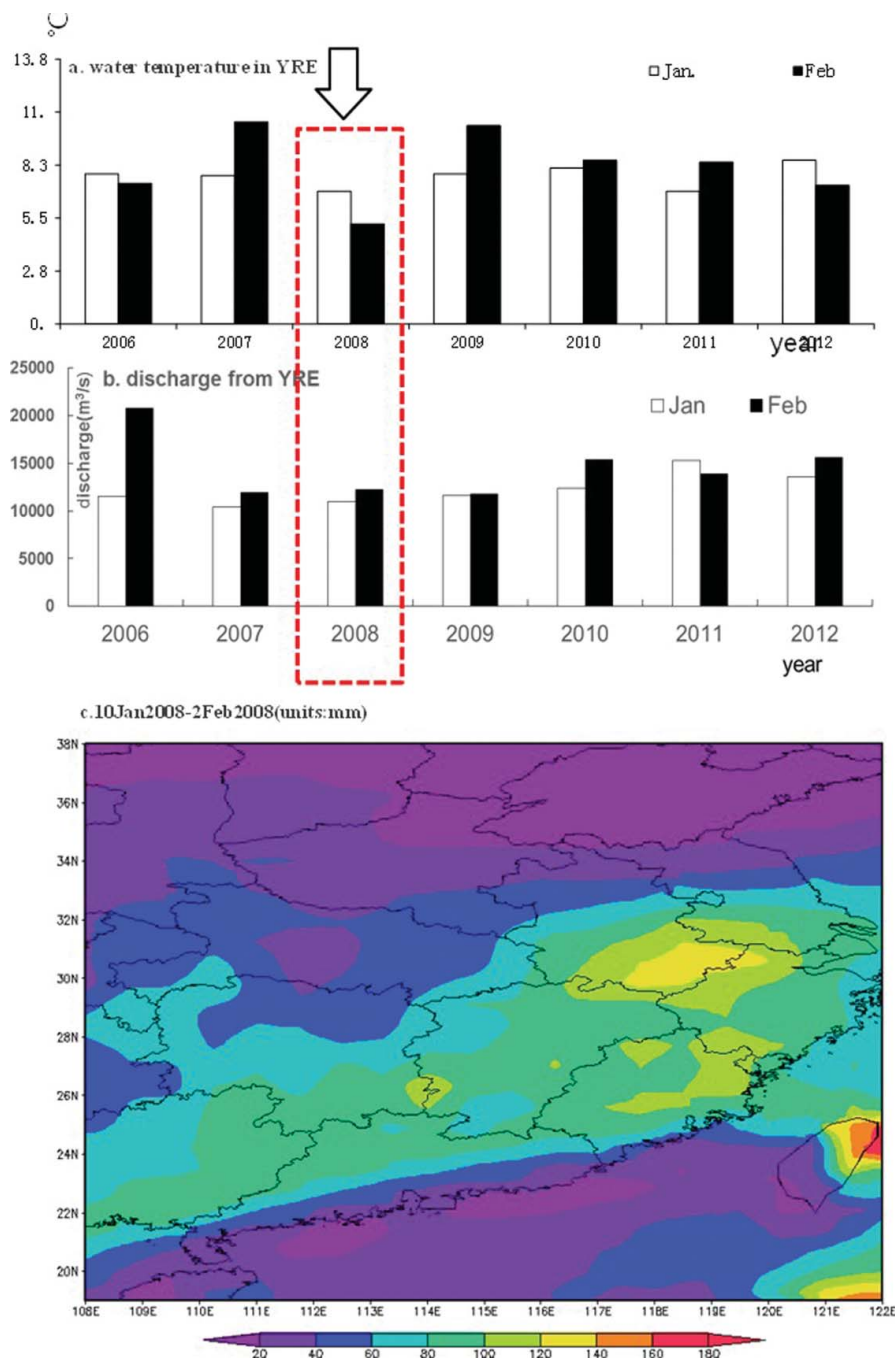 ℃
13.8
a. water temperature in YRE
Jan.
Feb
11.
8.3
5.5
2.8
0.
2006 2007 2008 2009 2010 2011 2012
year
25000
b. discharge from YRE
discharge(m³/s)
Jan
Feb
20000
15000
10000
5000
0
2006 2007 2008 2009 2010 2011 2012
year
c.10Jan2008-2Feb2008(units:mm)
38N
36N
34N
32N
30N
28N
26N
24N
22N
20N
108E 109E 110E 111E 112E 113E 114E 115E 116E 117E 118E 119E 120E 121E 122E
20 40 60 80 100 120 140 160 180